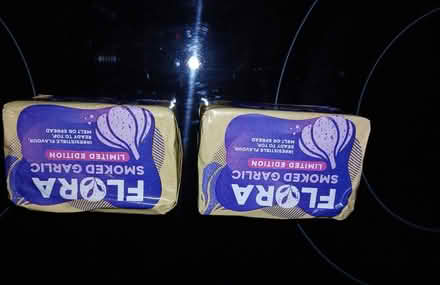 FLORA
SMOKED GARLIC
LIMITED EDITION
IRRESISTIBLE FLAVOUR.
READY TO TOP,
MELT OR SPREAD
FLORA
SMOKED GARLIC
LIMITED EDITION
IRRESISTIBLE FLAVOUR.
READY TO TOP,
MELT OR SPREAD